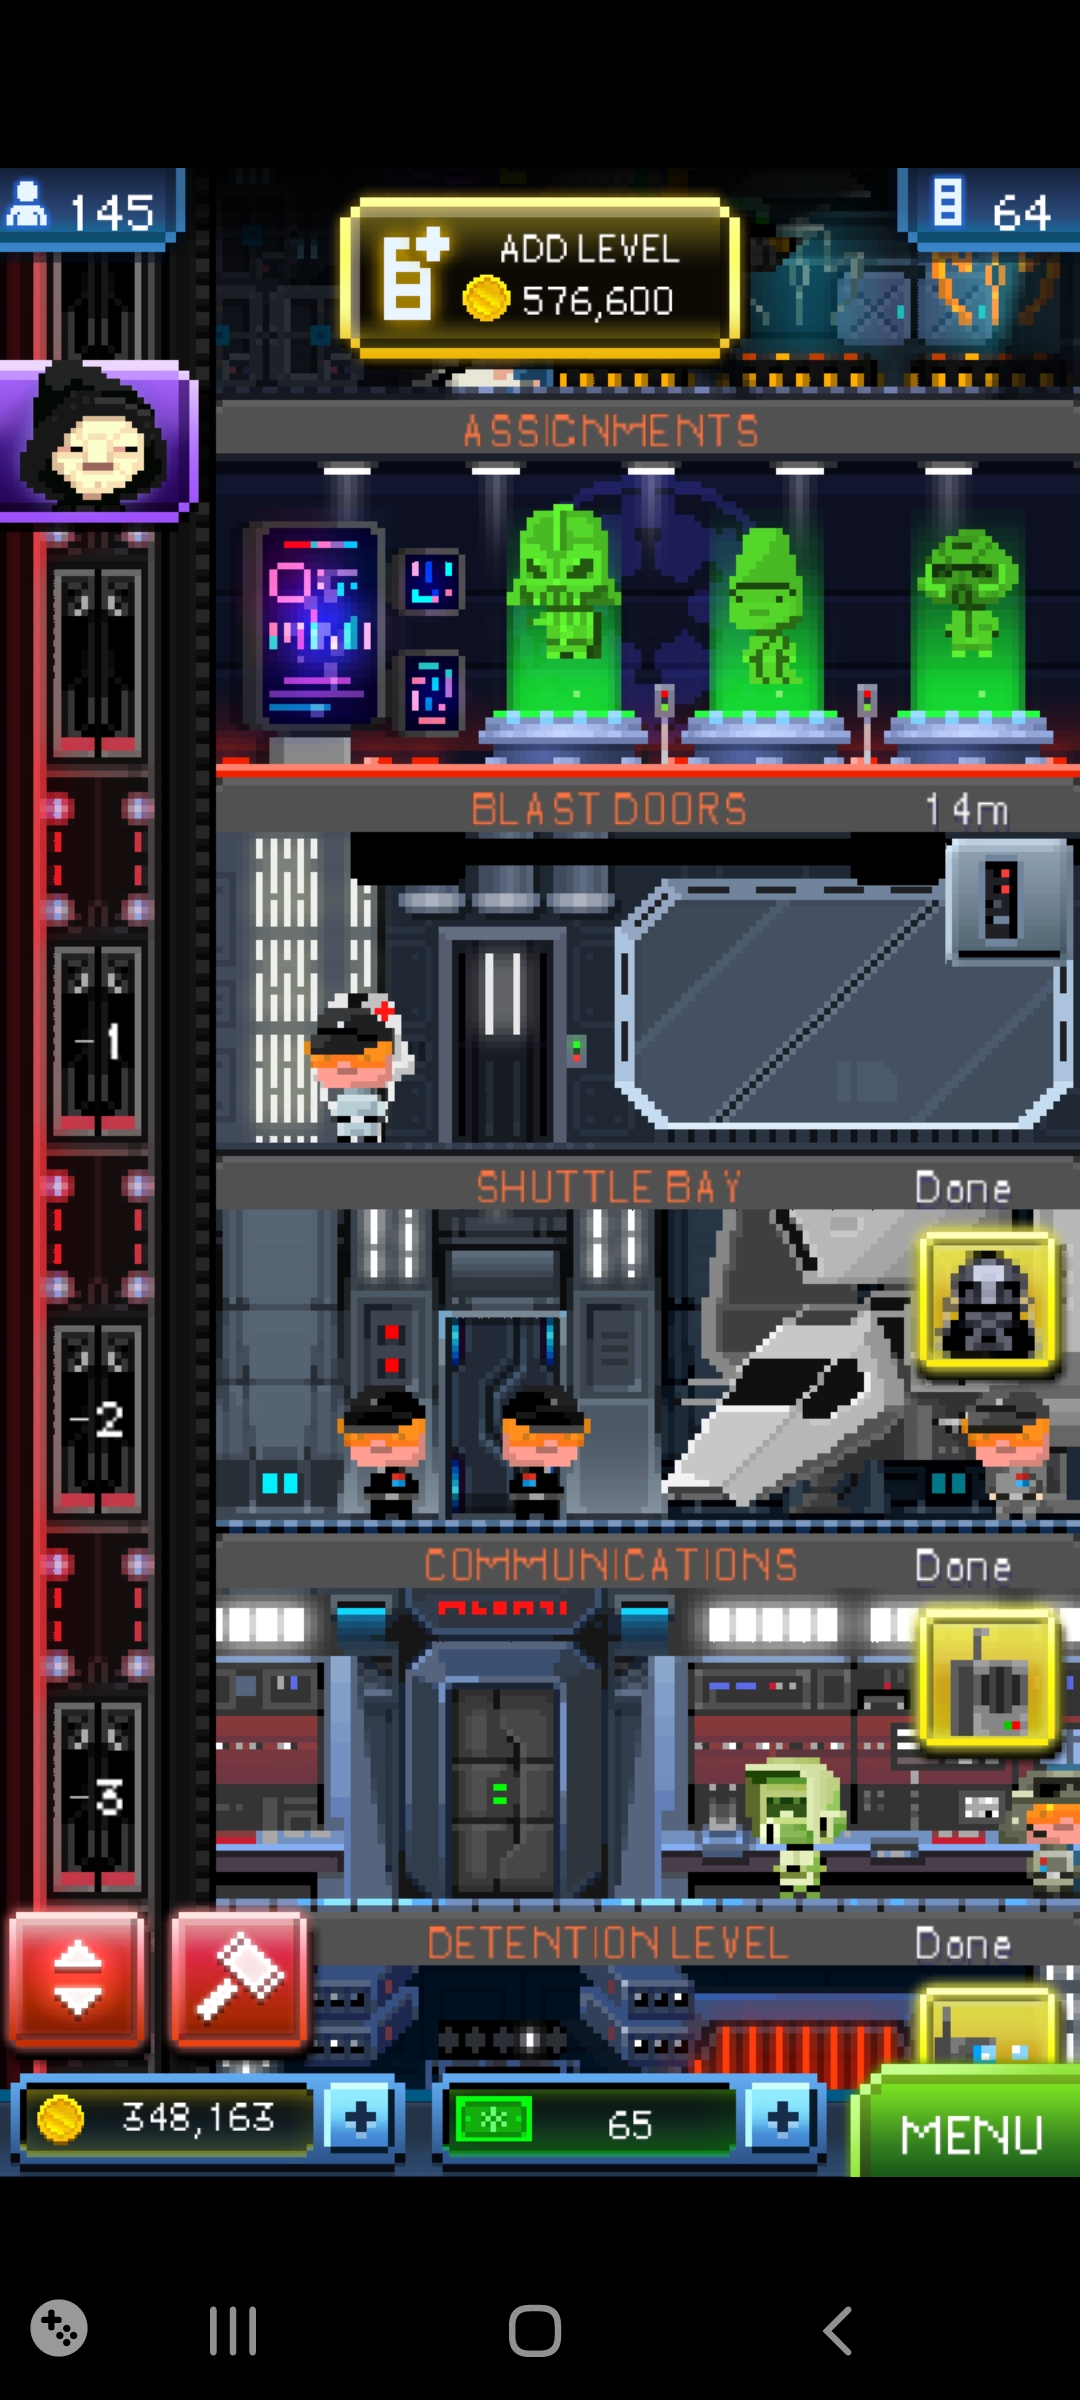 145
ADD LEVEL
576,600
64
ASSIGNMENTS
BLAST DOORS 14m
-1
SHUTTLE BAY Done
-2
COMMUNICATIONS Done
-3
DETENTION LEVEL Done
348,163
65
MENU